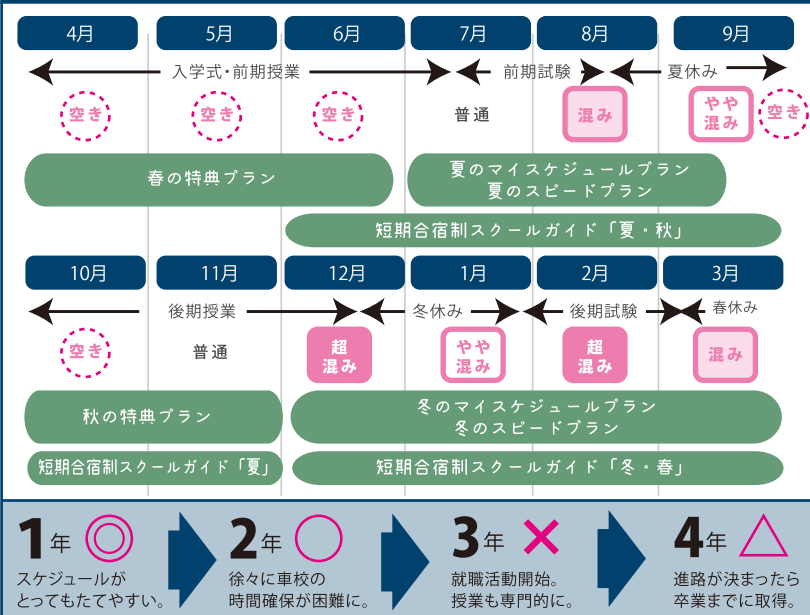 4月 5月 6月 7月 8月 9月
入学式・前期授業 前期試験 夏休み
空き 空き 空き 普通 混み やや混み 空き
春の特典プラン
夏のマイスケジュールプラン
夏のスピードプラン
短期合宿制スクールガイド「夏・秋」
10月 11月 12月 1月 2月 3月
後期授業 冬休み 後期試験 春休み
空き 普通 超混み やや混み 超混み 混み
秋の特典プラン
冬のマイスケジュールプラン
冬のスピードプラン
短期合宿制スクールガイド「夏」
短期合宿制スクールガイド「冬・春」
1年 ◎
スケジュールが
とってもたてやすい。
2年 ○
徐々に車校の
時間確保が困難に。
3年 ×
就職活動開始。
授業も専門的に。
4年 △
進路が決まったら
卒業までに取得。